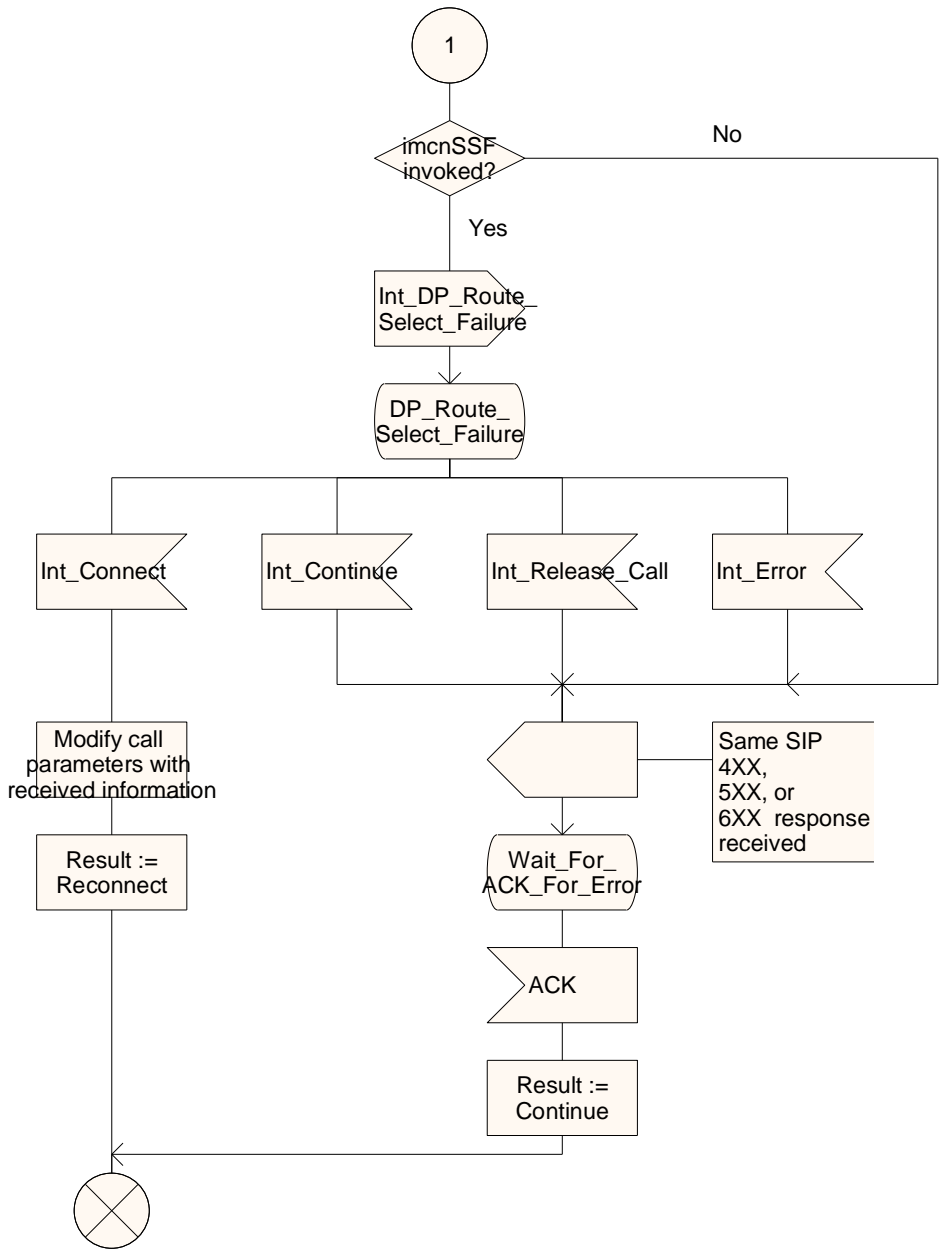 1
imcnSSF
invoked?
No
Yes
Int_DP_Route_
Select_Failure
DP_Route_
Select_Failure
Int_Connect
Int_Continue
Int_Release_Call
Int_Error
Modify call
parameters with
received information
Same SIP
4XX,
5XX, or
6XX response
received
Result :=
Reconnect
Wait_For_
ACK_For_Error
ACK
Result :=
Continue